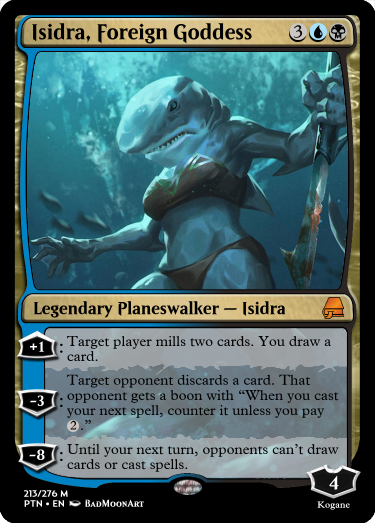 Isidra, Foreign Goddess 3
Legendary Planeswalker — Isidra
+1: Target player mills two cards. You draw a
card.
Target opponent discards a card. That
-3: opponent gets a boon with “When you cast
your next spell, counter it unless you pay
2.”
-8: Until your next turn, opponents can’t draw
cards or cast spells.
4
213/276 M
PTN • EN BadMoonArt
Kogane